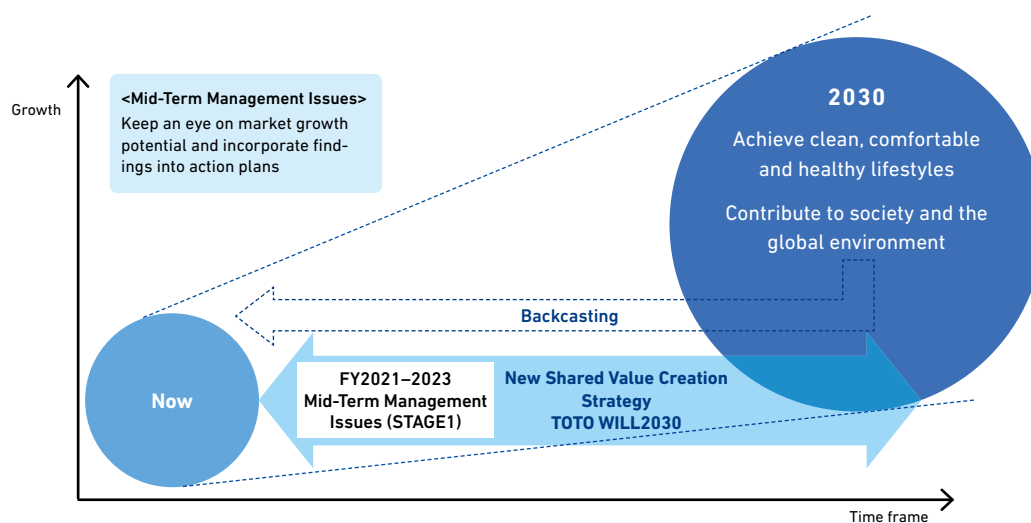 Growth
<Mid-Term Management Issues>
Keep an eye on market growth
potential and incorporate find-
ings into action plans
2030
Achieve clean, comfortable
and healthy lifestyles
Contribute to society and the
global environment
Backcasting
Now
FY2021–2023
Mid-Term Management
Issues (STAGE1)
New Shared Value Creation
Strategy
TOTO WILL2030
Time frame